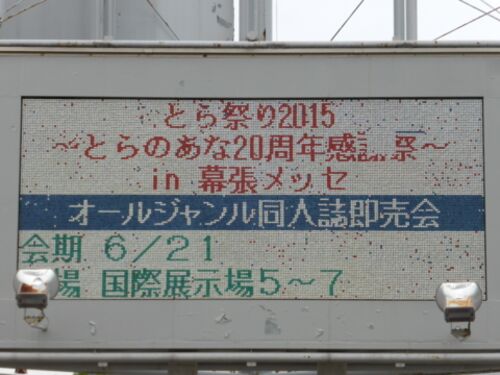 とら祭り2015
～とらのあな20周年感謝祭～
in 幕張メッセ
オールジャンル同人誌即売会
会期 6／21
場 国際展示場5～7